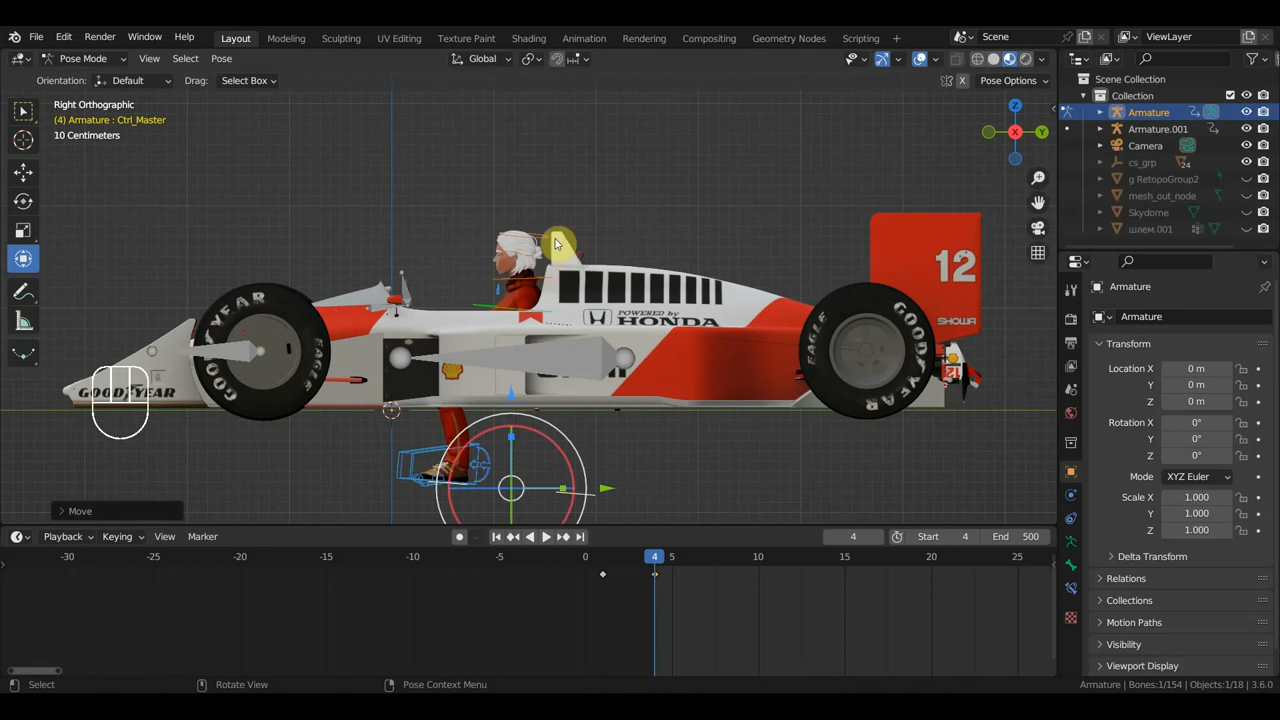 File Edit Render Window Help Layout Modeling Sculpting UV Editing Texture Paint Shading Animation Rendering Compositing Geometry Nodes Scripting + Scene ViewLayer
Pose Mode View Select Pose Global
Orientation: Default Drag: Select Box X Pose Options
Right Orthographic
(4) Armature : Ctrl_Master
10 Centimeters
Z
X
Y
Scene Collection
Collection
Armature
Armature.001
Camera
cs_grp 24
g RetopoGroup2
mesh_out_node
Skydome
шлем.001
12
SHOWA
POWERED by
HONDA
GOODYEAR
EAGLE
GOODYEAR
Shell
EAGLE
GOODYEAR
12
Move
Armature
Armature
Transform
Location X 0 m
Y 0 m
Z 0 m
Rotation X 0°
Y 0°
Z 0°
Mode XYZ Euler
Scale X 1.000
Y 1.000
Z 1.000
Delta Transform
Relations
Collections
Motion Paths
Visibility
Viewport Display
Playback Keying View Marker 4 Start 4 End 500
-30 -25 -20 -15 -10 -5 0 4 5 10 15 20 25
Select Rotate View Pose Context Menu Armature | Bones:1/154 | Objects:1/18 | 3.6.0